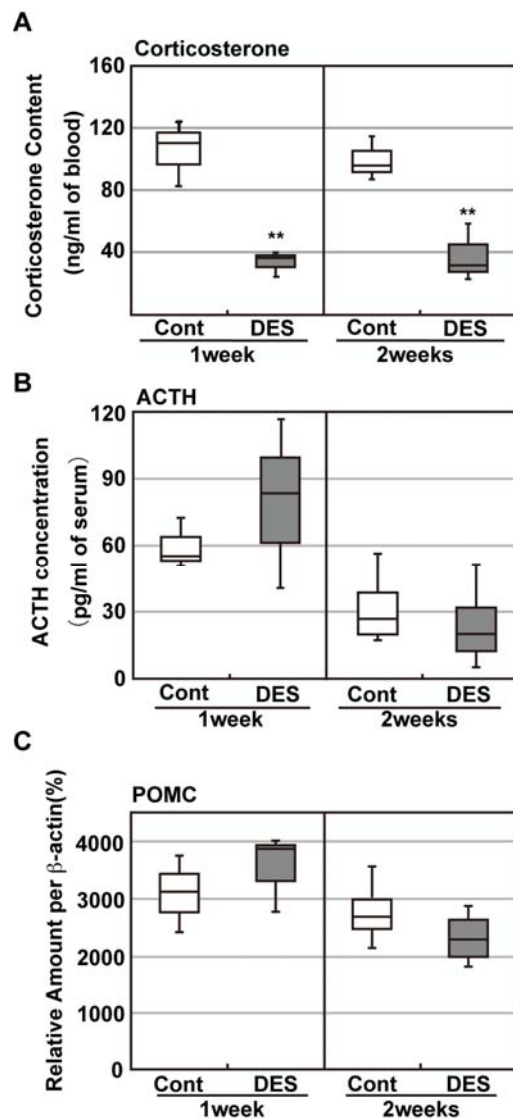 A
Corticosterone
Corticosterone Content
(ng/ml of blood)
160
120
80
40
**
**
Cont DES Cont DES
1week 2weeks
B
ACTH
ACTH concentration
(pg/ml of serum)
120
90
60
30
0
Cont DES Cont DES
1week 2weeks
C
POMC
Relative Amount per β-actin(%)
4000
3000
2000
1000
0
Cont DES Cont DES
1week 2weeks